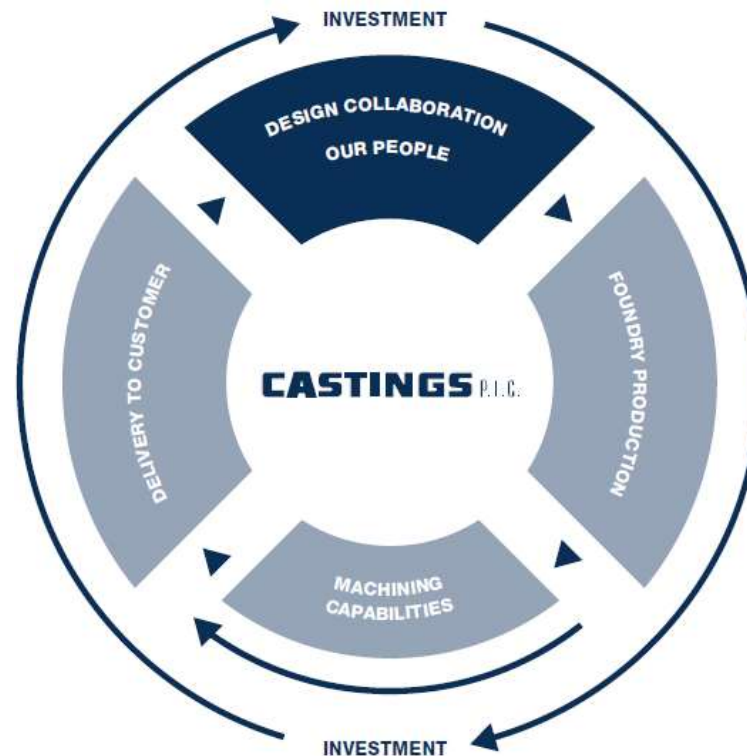 INVESTMENT
DESIGN COLLABORATION
OUR PEOPLE
DELIVERY TO CUSTOMER
FOUNDRY PRODUCTION
CASTINGS P.l.C.
MACHINING
CAPABILITIES
INVESTMENT